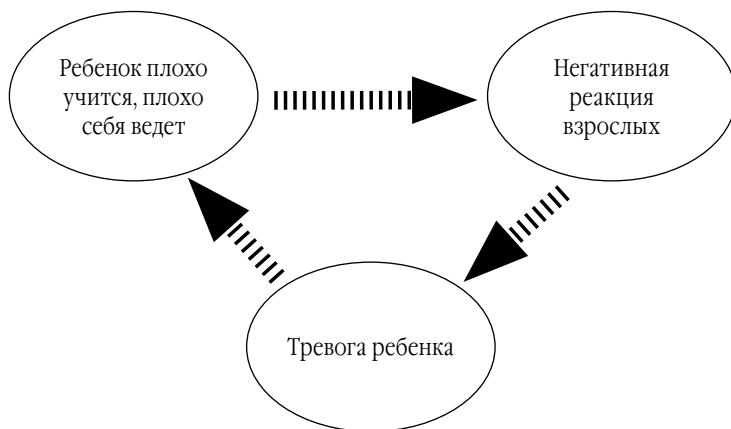 Ребенок плохо
учится, плохо
себя ведет
Негативная
реакция
взрослых
Тревога ребенка